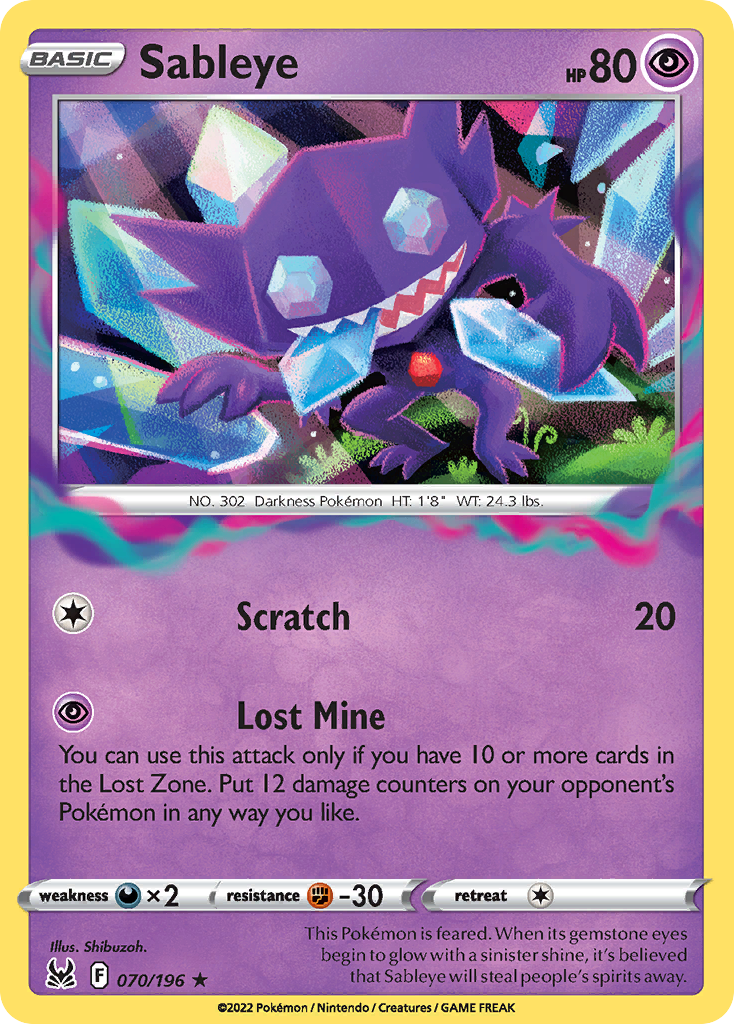 BASIC Sableye HP 80
NO. 302 Darkness Pokémon HT: 1'8" WT: 24.3 lbs.
Scratch 20
Lost Mine
You can use this attack only if you have 10 or more cards in
the Lost Zone. Put 12 damage counters on your opponent's
Pokémon in any way you like.
weakness ×2 resistance -30 retreat
Illus. Shibuzoh.
This Pokémon is feared. When its gemstone eyes
begin to glow with a sinister shine, it's believed
that Sableye will steal people's spirits away.
F 070/196 ★
©2022 Pokémon / Nintendo / Creatures / GAME FREAK